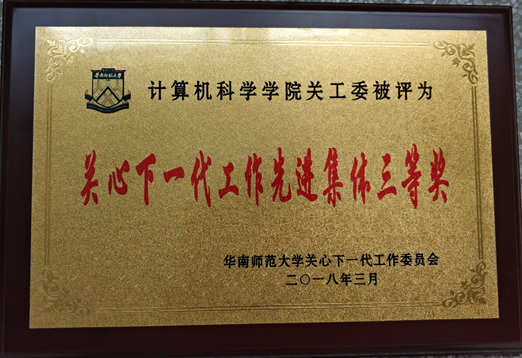 计算机科学学院关工委被评为
关心下一代工作先进集体三等奖
华南师范大学关心下一代工作委员会
二〇一八年三月